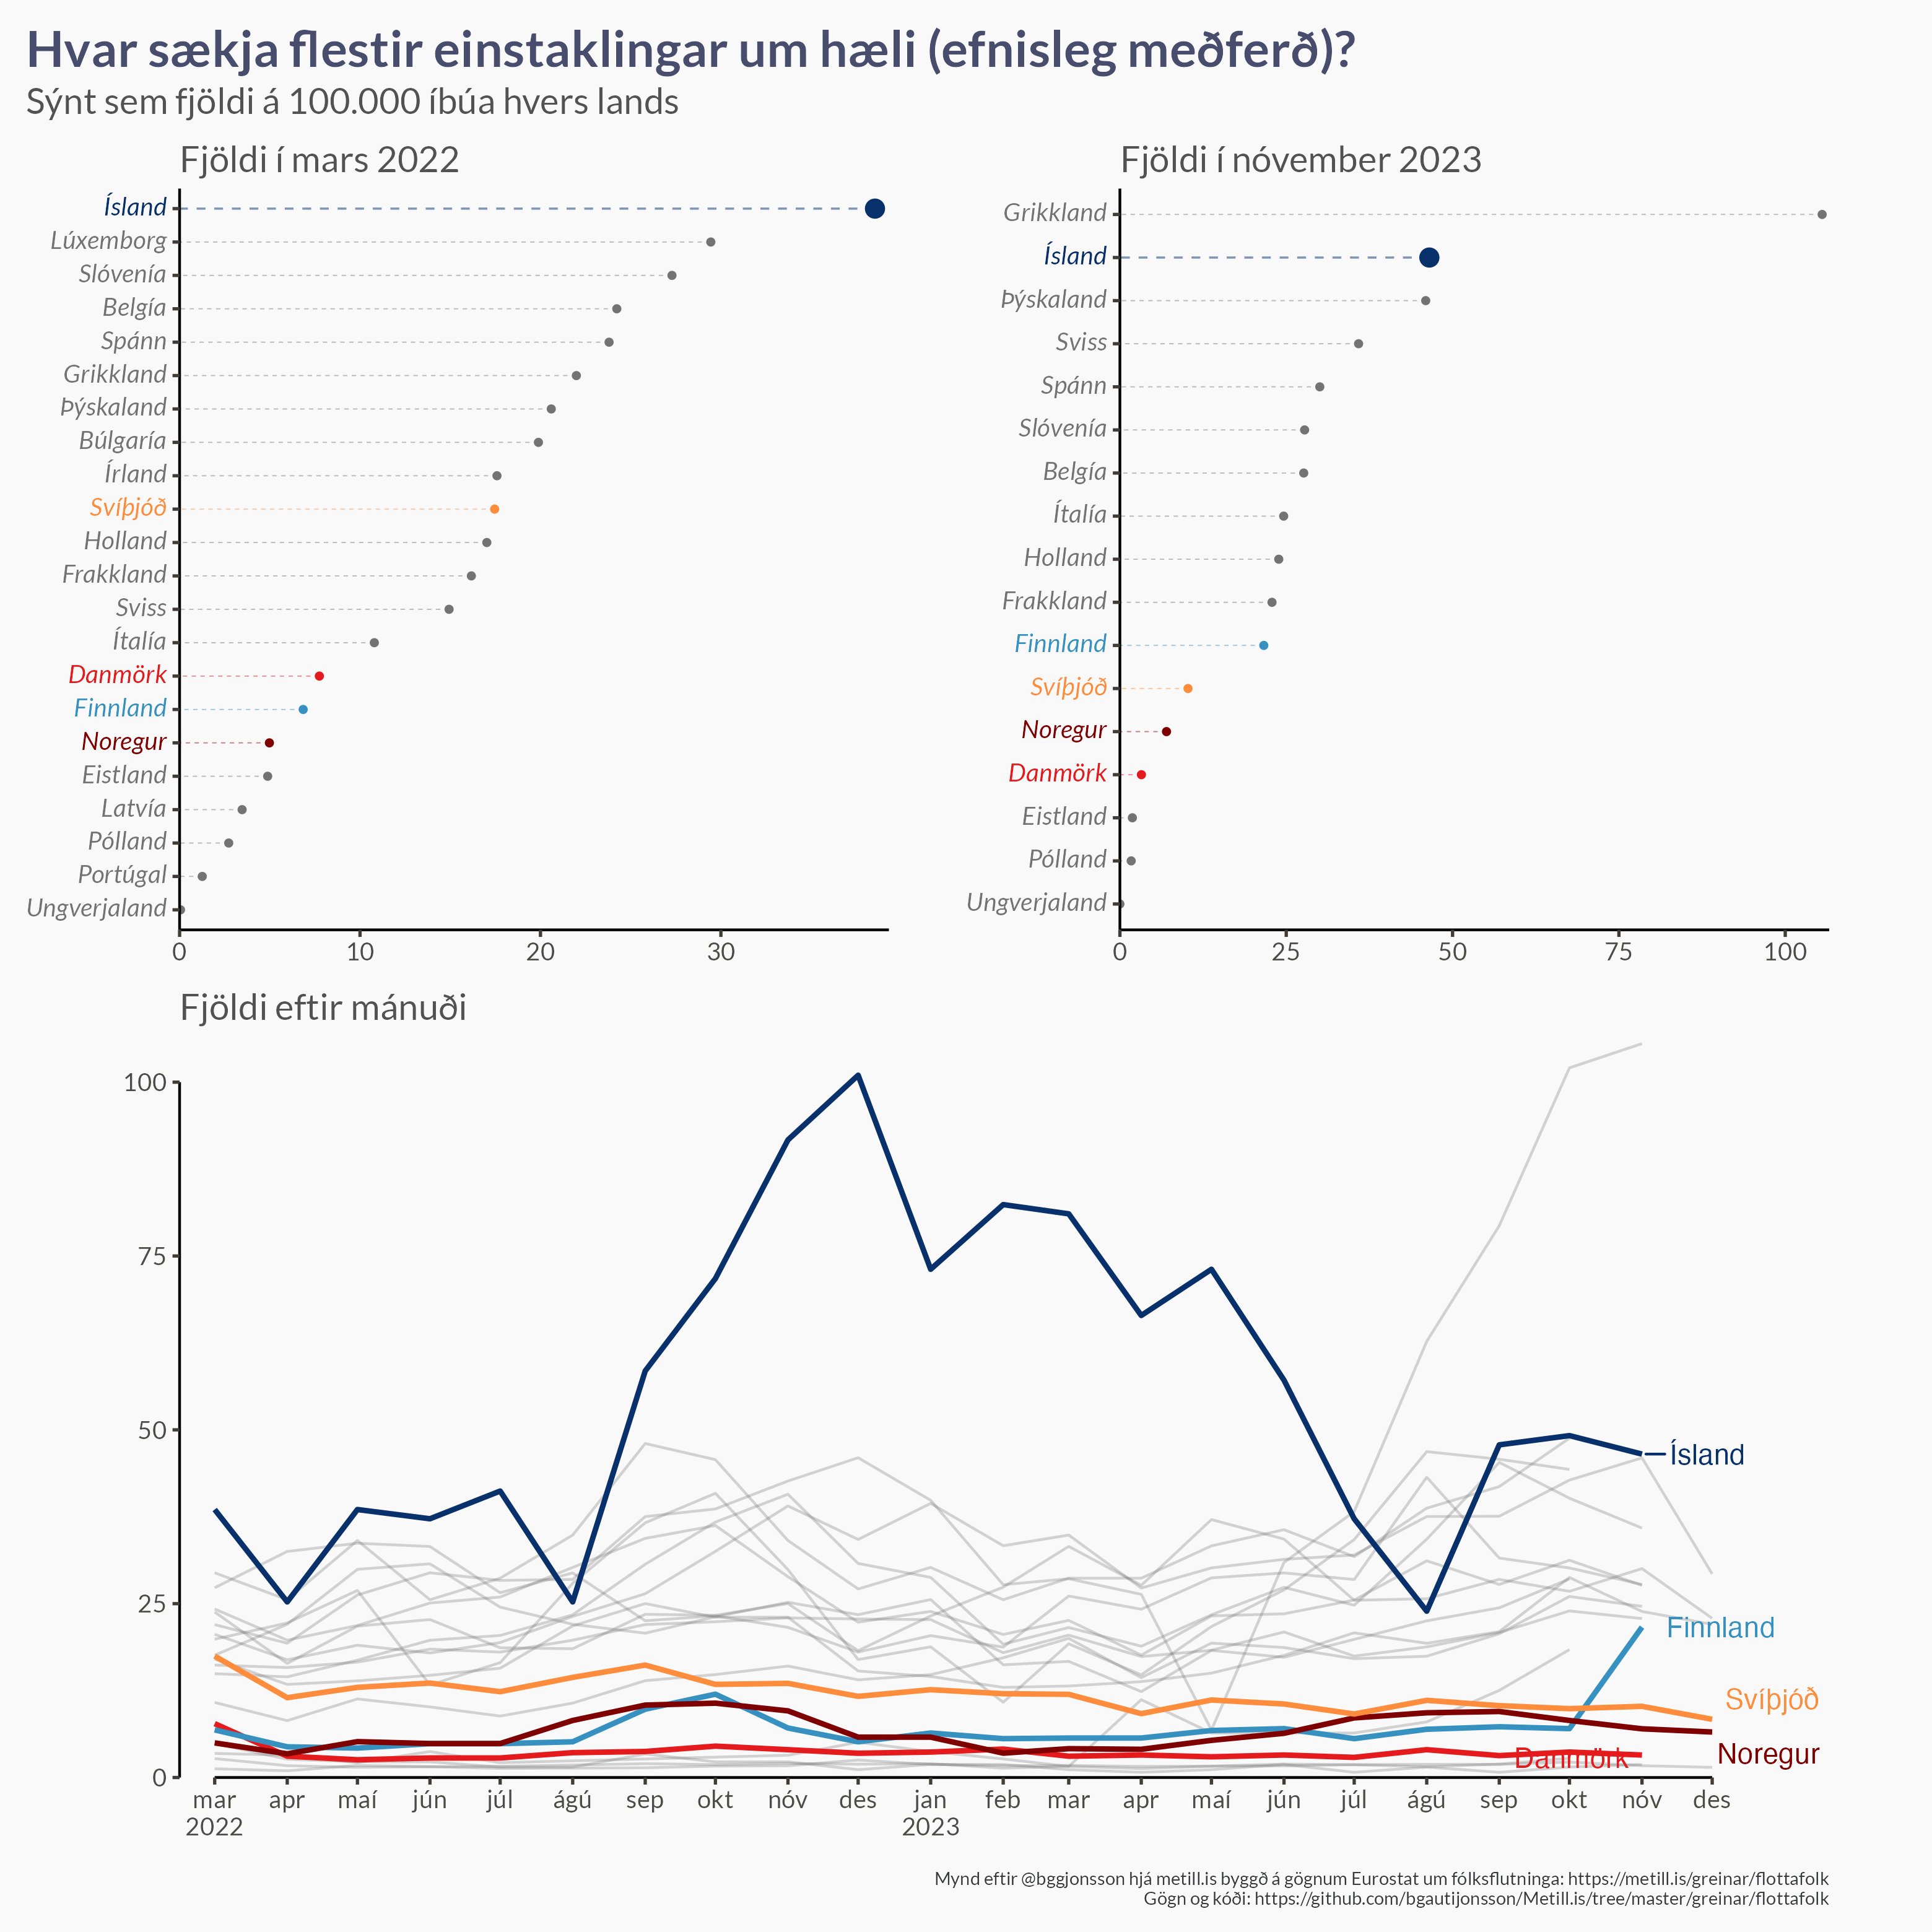 Hvar sækja flestir einstaklingar um hæli (efnisleg meðferð)?
Sýnt sem fjöldi á 100.000 íbúa hvers lands
Fjöldi í mars 2022
Ísland
Lúxemborg
Slóvenía
Belgía
Spánn
Grikkland
Þýskaland
Búlgaría
Írland
Svíþjóð
Holland
Frakkland
Sviss
Ítalía
Danmörk
Finnland
Noregur
Eistland
Latvía
Pólland
Portúgal
Ungverjaland
0 10 20 30
Fjöldi í nóvember 2023
Grikkland
Ísland
Þýskaland
Sviss
Spánn
Slóvenía
Belgía
Ítalía
Holland
Frakkland
Finnland
Svíþjóð
Noregur
Danmörk
Eistland
Pólland
Ungverjaland
0 25 50 75 100
Fjöldi eftir mánuði
100
75
50
25
0
Ísland
Finnland
Svíþjóð
Noregur
Danmörk
mar apr maí jún júl ágú sep okt nóv des jan feb mar apr maí jún júl ágú sep okt nóv des
2022 2023
Mynd eftir @bggjonsson hjá metill.is byggð á gögnum Eurostat um fólksflutninga: https://metill.is/greinar/flottafolk
Gögn og kóði: https://github.com/bgautijonsson/Metill.is/tree/master/greinar/flottafolk